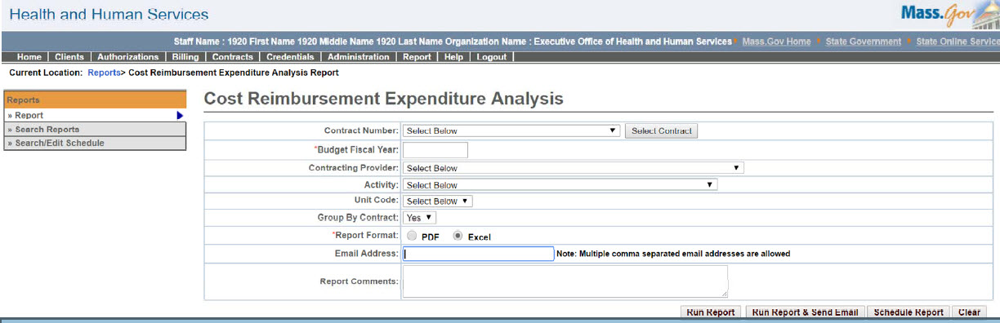 Health and Human Services
Mass.Gov
Staff Name : 1920 First Name 1920 Middle Name 1920 Last Name Organization Name : Executive Office of Health and Human Services Mass.Gov Home State Government State Online Service
Home | Clients | Authorizations | Billing | Contracts | Credentials | Administration | Report | Help | Logout |
Current Location: Reports> Cost Reimbursement Expenditure Analysis Report
Reports
» Report
» Search Reports
» Search/Edit Schedule
Cost Reimbursement Expenditure Analysis
Contract Number: Select Below Select Contract
*Budget Fiscal Year:
Contracting Provider: Select Below
Activity: Select Below
Unit Code: Select Below
Group By Contract: Yes
*Report Format: PDF Excel
Email Address: Note: Multiple comma separated email addresses are allowed
Report Comments:
Run Report Run Report & Send Email Schedule Report Clear